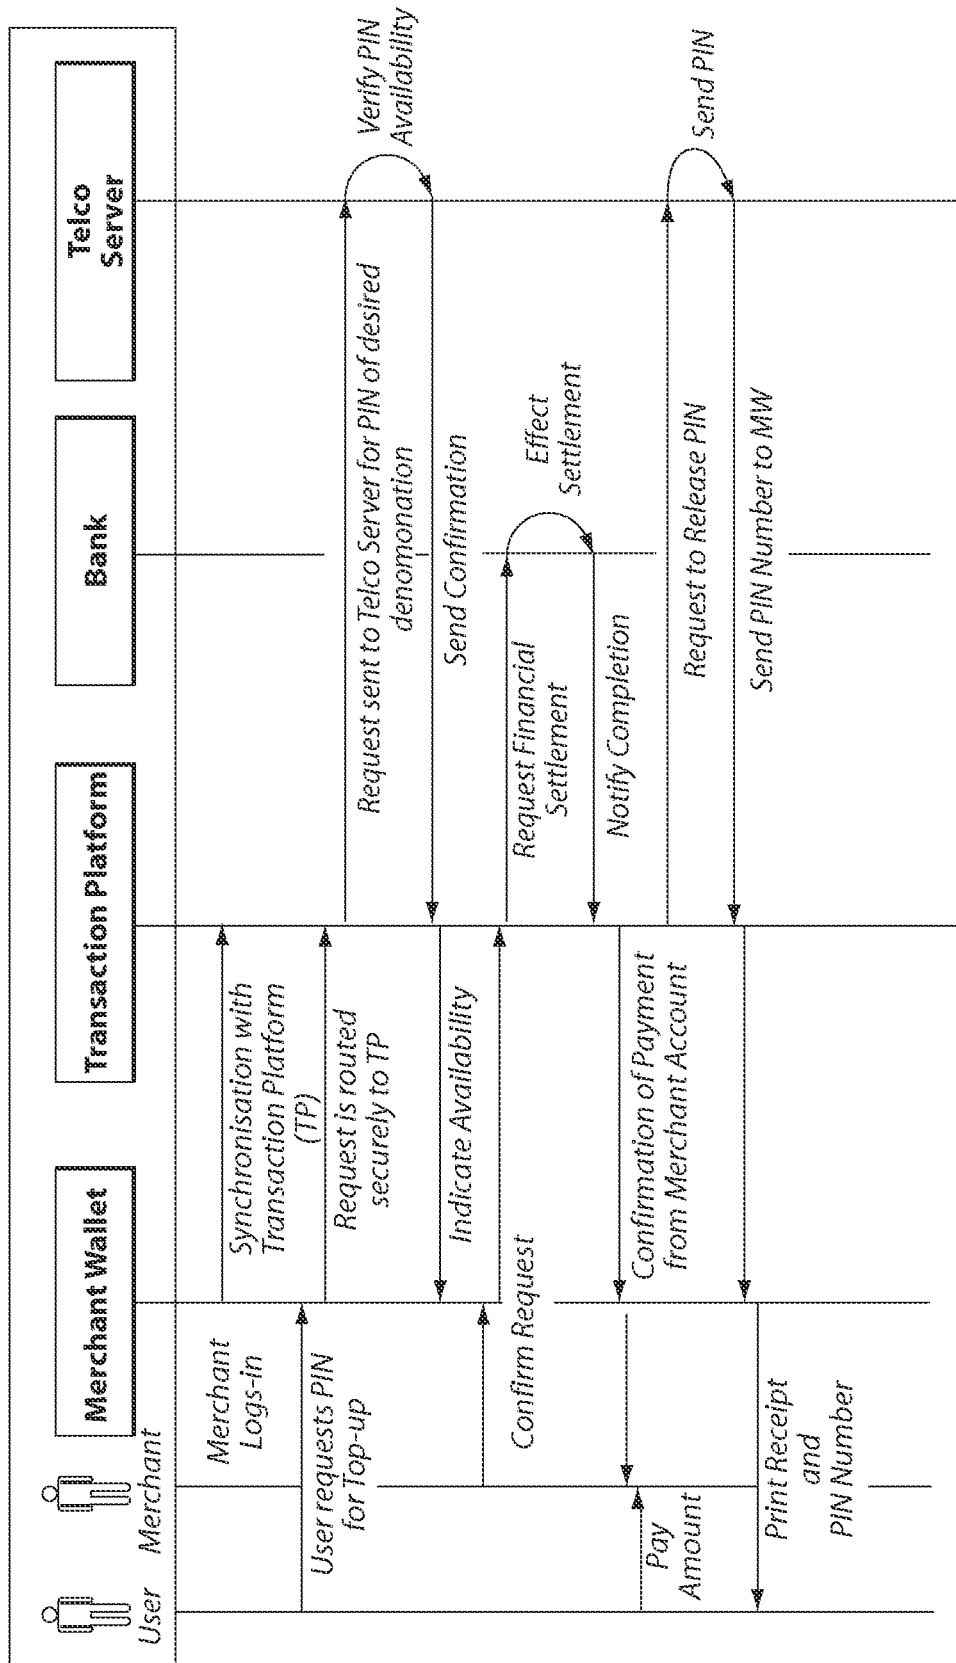 User
Merchant
Merchant Wallet
Transaction Platform
Bank
Telco
Server
Merchant
Logs-in
Synchronisation with
Transaction Platform
(TP)
User requests PIN
for Top-up
Request is routed
securely to TP
Request sent to Telco Server for PIN of desired
denomonation
Verify PIN
Availability
Send Confirmation
Indicate Availability
Confirm Request
Request Financial
Settlement
Effect
Settlement
Notify Completion
Confirmation of Payment
from Merchant Account
Pay
Amount
Request to Release PIN
Send PIN
Send PIN Number to MW
Print Receipt
and
PIN Number